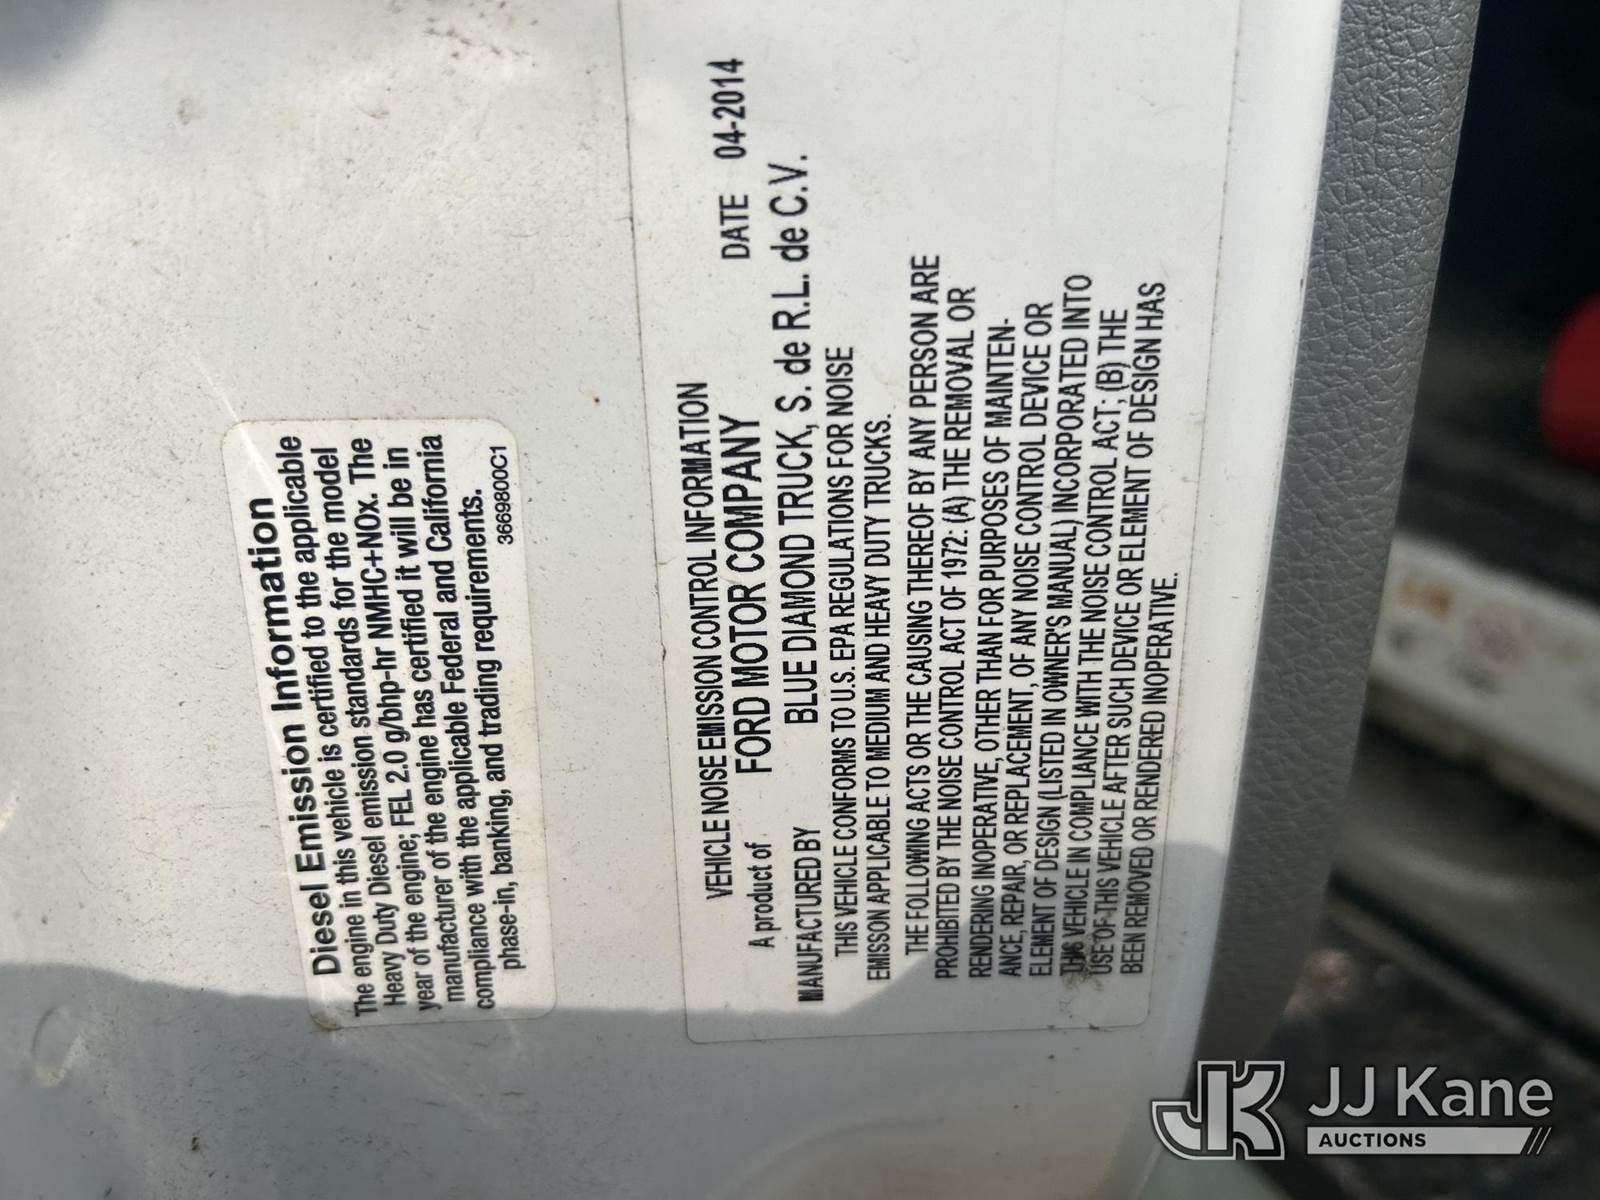 Diesel Emission Information
The engine in this vehicle is certified to the applicable
Heavy Duty Diesel emission standards for the model
year of the engine; FEL 2.0 g/bhp-hr NMHC+NOx. The
manufacturer of the engine has certified it will be in
compliance with the applicable Federal and California
phase-in, banking, and trading requirements.
3669800C1
VEHICLE NOISE EMISSION CONTROL INFORMATION
A product of FORD MOTOR COMPANY DATE 04-2014
MANUFACTURED BY BLUE DIAMOND TRUCK, S. de R.L. de C.V.
THIS VEHICLE CONFORMS TO U.S. EPA REGULATIONS FOR NOISE
EMISSON APPLICABLE TO MEDIUM AND HEAVY DUTY TRUCKS.
THE FOLLOWING ACTS OR THE CAUSING THEREOF BY ANY PERSON ARE
PROHIBITED BY THE NOISE CONTROL ACT OF 1972: (A) THE REMOVAL OR
RENDERING INOPERATIVE, OTHER THAN FOR PURPOSES OF MAINTEN-
ANCE, REPAIR, OR REPLACEMENT, OF ANY NOISE CONTROL DEVICE OR
ELEMENT OF DESIGN (LISTED IN OWNER'S MANUAL) INCORPORATED INTO
THIS VEHICLE IN COMPLIANCE WITH THE NOISE CONTROL ACT; (B) THE
USE OF THIS VEHICLE AFTER SUCH DEVICE OR ELEMENT OF DESIGN HAS
BEEN REMOVED OR RENDERED INOPERATIVE.
JK JJ Kane
AUCTIONS